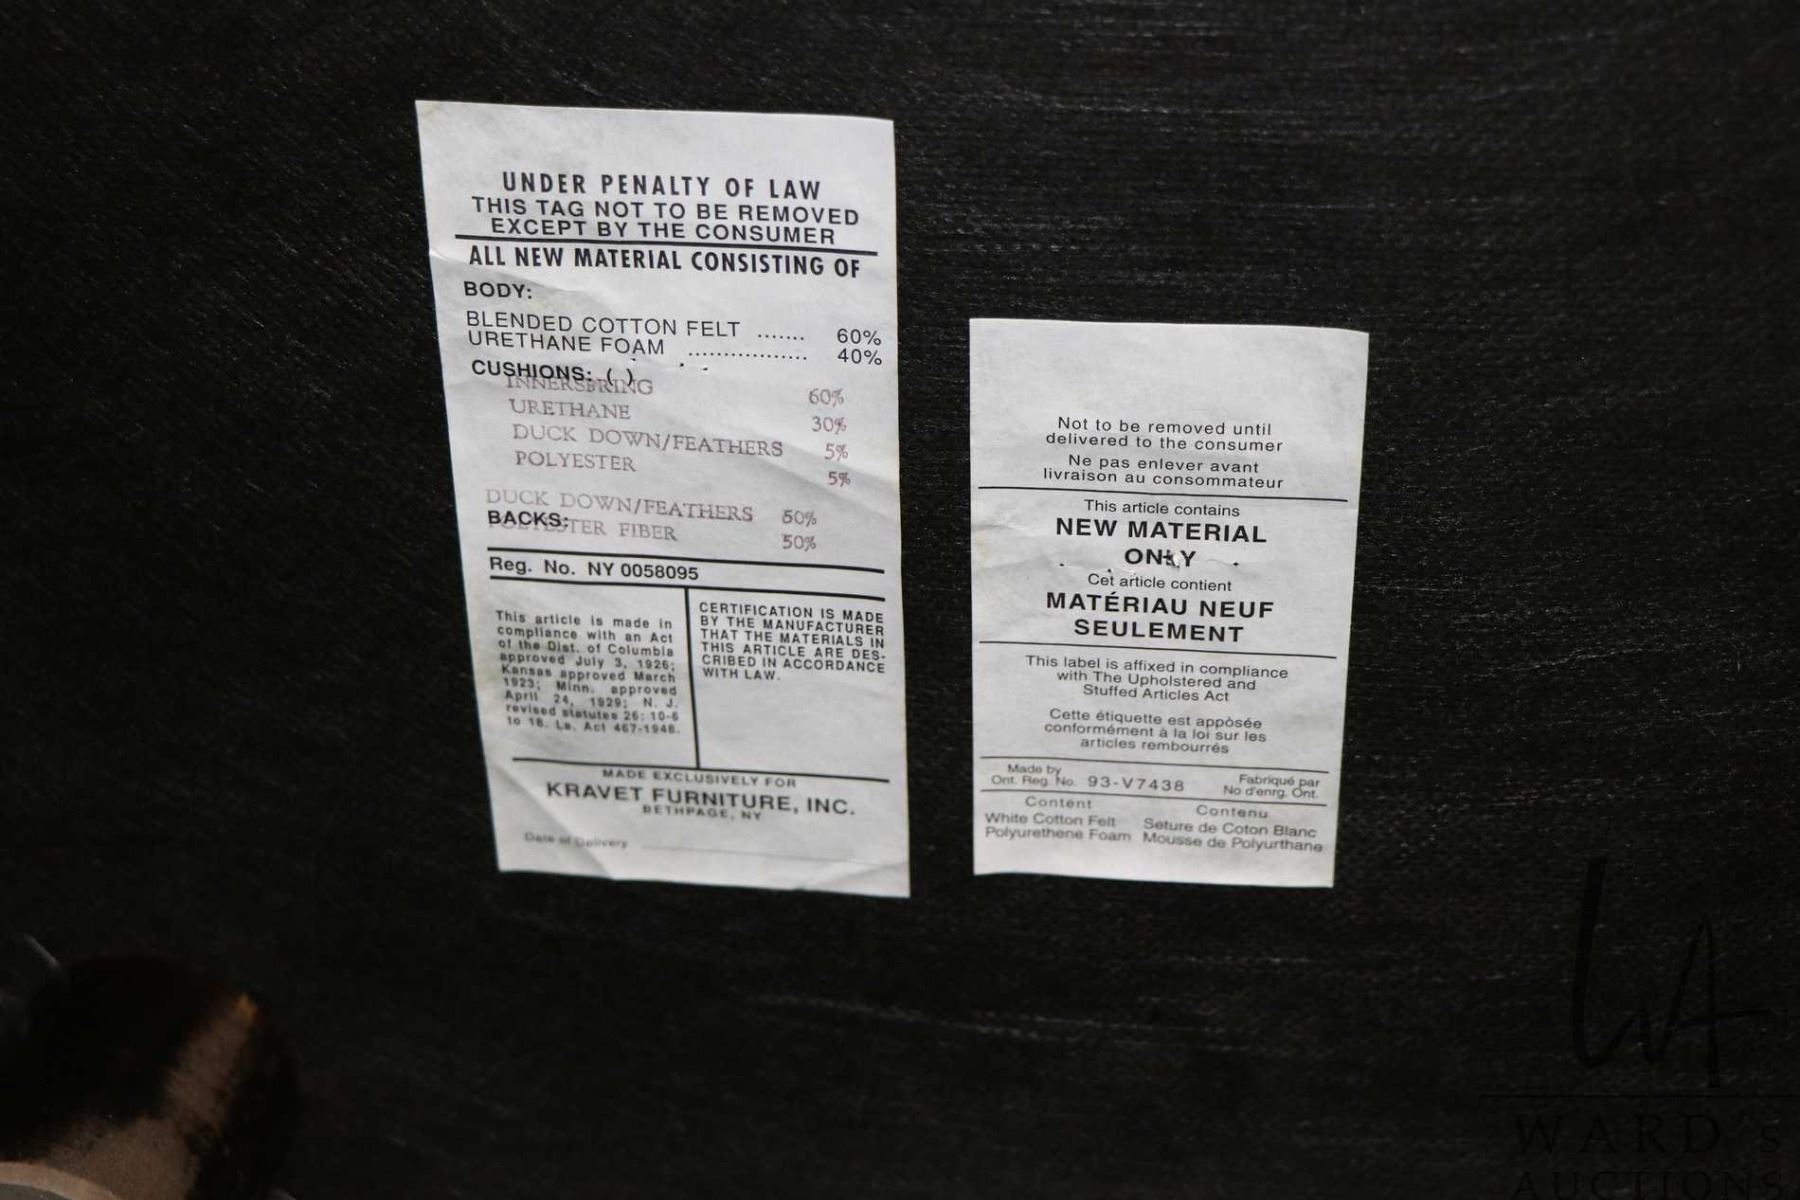 UNDER PENALTY OF LAW
THIS TAG NOT TO BE REMOVED
EXCEPT BY THE CONSUMER
ALL NEW MATERIAL CONSISTING OF
BODY:
BLENDED COTTON FELT ....... 60%
URETHANE FOAM ................. 40%
CUSHIONS: ( )
INNERSPRING 60%
URETHANE 30%
DUCK DOWN/FEATHERS 5%
POLYESTER 5%
DUCK DOWN/FEATHERS 50%
BACKS:
POLYESTER FIBER 50%
Reg. No. NY 0058095
This article is made in
compliance with an Act
of the Dist. of Columbia
approved July 3, 1926;
Kansas approved March
1923; Minn. approved
April 24, 1929; N. J.
revised statutes 26: 10-6
to 18. La. Act 467-1948.
CERTIFICATION IS MADE
BY THE MANUFACTURER
THAT THE MATERIALS IN
THIS ARTICLE ARE DES-
CRIBED IN ACCORDANCE
WITH LAW.
MADE EXCLUSIVELY FOR
KRAVET FURNITURE, INC.
BETHPAGE, NY
Date of Delivery
Not to be removed until
delivered to the consumer
Ne pas enlever avant
livraison au consommateur
This article contains
NEW MATERIAL
ONLY
Cet article contient
MATÉRIAU NEUF
SEULEMENT
This label is affixed in compliance
with The Upholstered and
Stuffed Articles Act
Cette étiquette est appòsée
conformément à la loi sur les
articles rembourrés
Made by
Ont. Reg. No. 93-V7438
Fabriqué par
No d'enrg. Ont.
Content
White Cotton Felt
Polyurethene Foam
Contenu
Seture de Coton Blanc
Mousse de Polyurthane
WA
WARD's
AUCTIONS